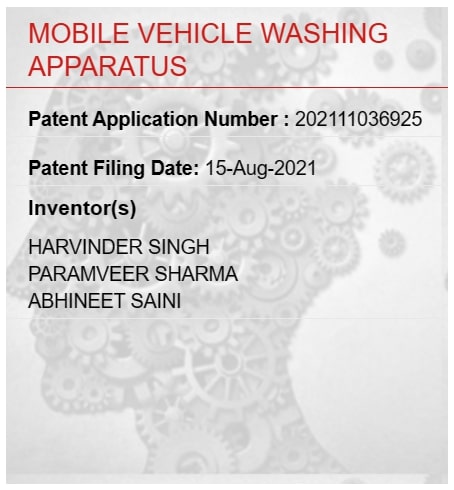 MOBILE VEHICLE WASHING
APPARATUS
Patent Application Number : 202111036925
Patent Filing Date: 15-Aug-2021
Inventor(s)
HARVINDER SINGH
PARAMVEER SHARMA
ABHINEET SAINI